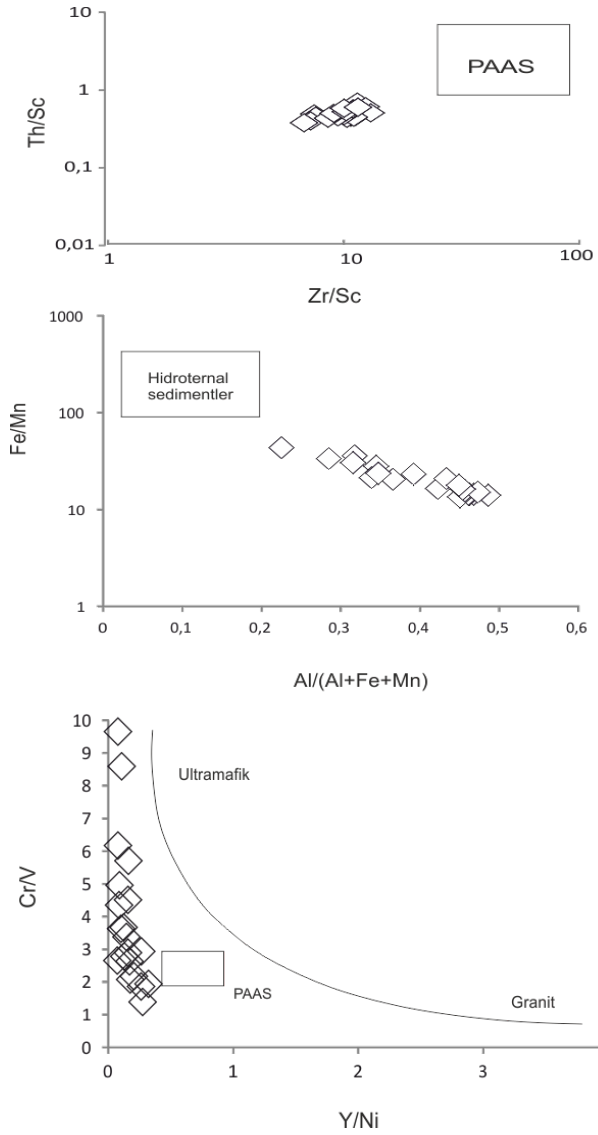 10
1
0,1
0,01
Th/Sc
PAAS
1
10
100
Zr/Sc
1000
100
10
1
Fe/Mn
Hidroternal
sedimentler
0
0,1
0,2
0,3
0,4
0,5
0,6
Al/(Al+Fe+Mn)
10
9
8
7
6
5
4
3
2
1
0
Cr/V
Ultramafik
PAAS
Granit
0
1
2
3
Y/Ni